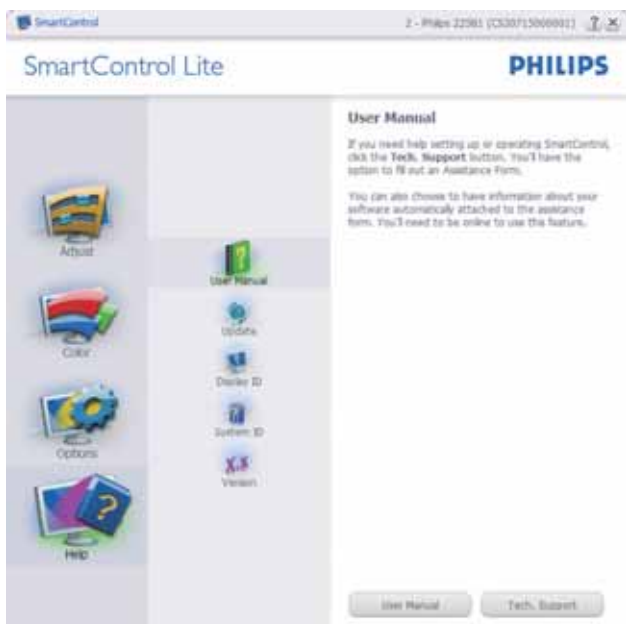 SmartControl
2 - Philips
SmartControl Lite
PHILIPS
User Manual
If you need help setting up or operating SmartControl,
click the Tech. Support button. You'll have the
option to fill out an Assistance Form.
You can also choose to have information about your
software automatically attached to the assistance
form. You'll need to be online to use this feature.
Adjust
Color
Options
Help
User Manual
Update
Display ID
System ID
X.X
Version
User Manual
Tech. Support